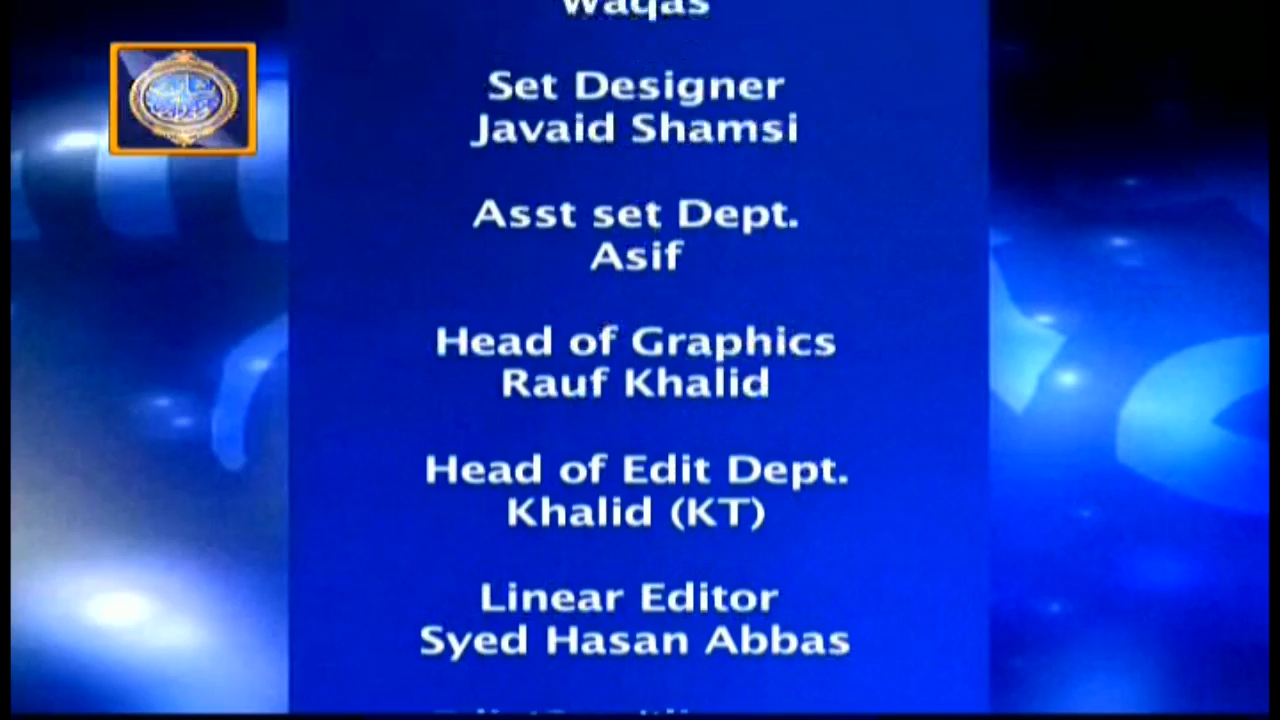 Waqas
Set Designer
Javaid Shamsi
Asst set Dept.
Asif
Head of Graphics
Rauf Khalid
Head of Edit Dept.
Khalid (KT)
Linear Editor
Syed Hasan Abbas